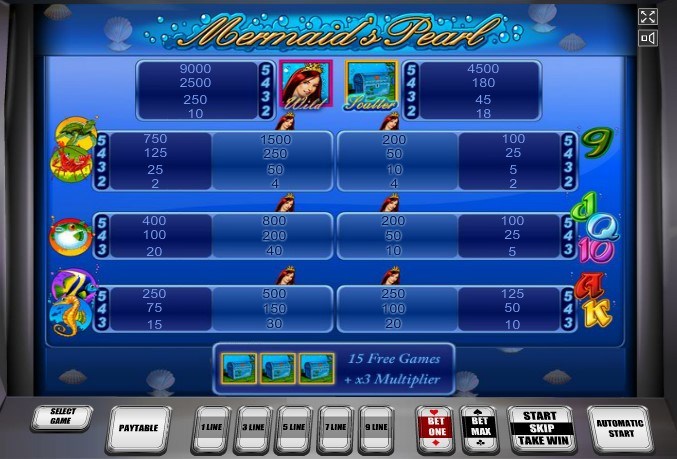 Mermaid's Pearl
9000 5 4500
2500 4 180
250 3 45
10 2 18
Wild Scatter
5 750 1500 200 100 5 9
4 125 250 50 25 4
3 25 50 10 5 3
2 2 4 4 2 2
5 400 800 200 100 5 J
4 100 200 50 25 4 Q
3 20 40 10 5 3 10
5 250 500 250 125 5 A
4 75 150 100 50 4 K
3 15 30 20 10 3
15 Free Games
+ x3 Multiplier
SELECT GAME
PAYTABLE
1 LINE
3 LINE
5 LINE
7 LINE
9 LINE
BET ONE
BET MAX
START
SKIP
TAKE WIN
AUTOMATIC START